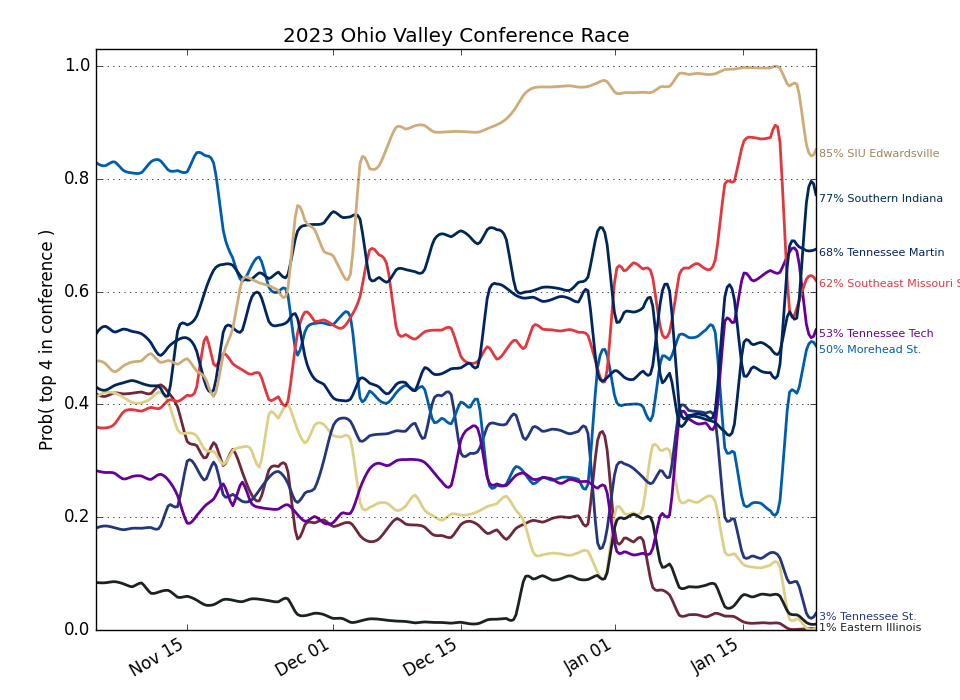 2023 Ohio Valley Conference Race
Prob( top 4 in conference )
1.0
0.8
0.6
0.4
0.2
0.0
Nov 15
Dec 01
Dec 15
Jan 01
Jan 15
85% SIU Edwardsville
77% Southern Indiana
68% Tennessee Martin
62% Southeast Missouri S
53% Tennessee Tech
50% Morehead St.
3% Tennessee St.
1% Eastern Illinois